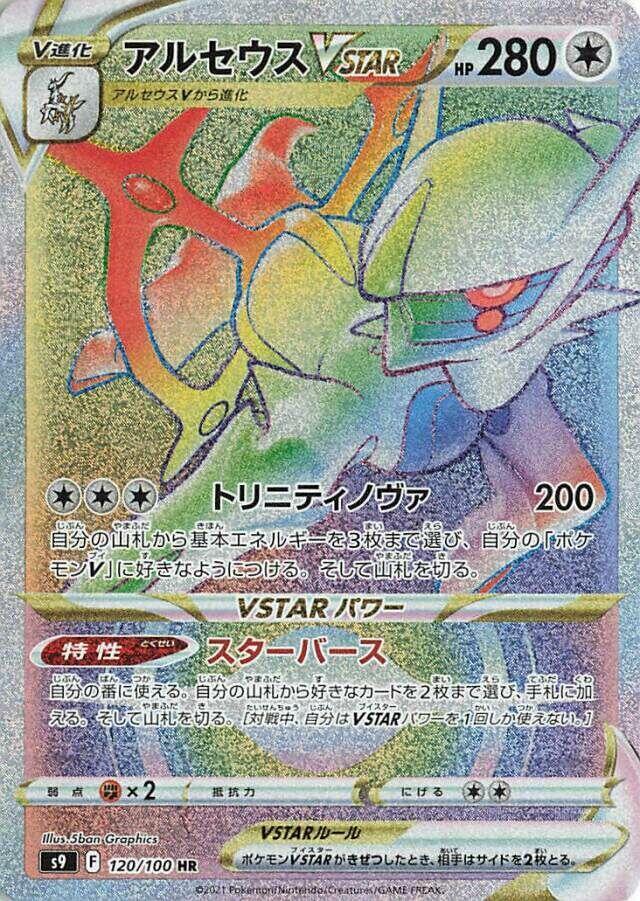 V進化
アルセウスVSTAR HP 280
アルセウスVから進化
トリニティノヴァ 200
自分の山札から基本エネルギーを3枚まで選び、自分の「ポケ
モンV」に好きなようにつける。そして山札を切る。
VSTARパワー
特性 スターバース
自分の番に使える。自分の山札から好きなカードを2枚まで選び、手札に加
える。そして山札を切る。[対戦中、自分はVSTARパワーを1回しか使えない。]
弱点 ×2 抵抗力 にげる
Illus.5ban Graphics
VSTARルール
ポケモンVSTARがきぜつしたとき、相手はサイドを2枚とる。
s9 F 120/100 HR
©2021 Pokémon/Nintendo/Creatures/GAME FREAK.